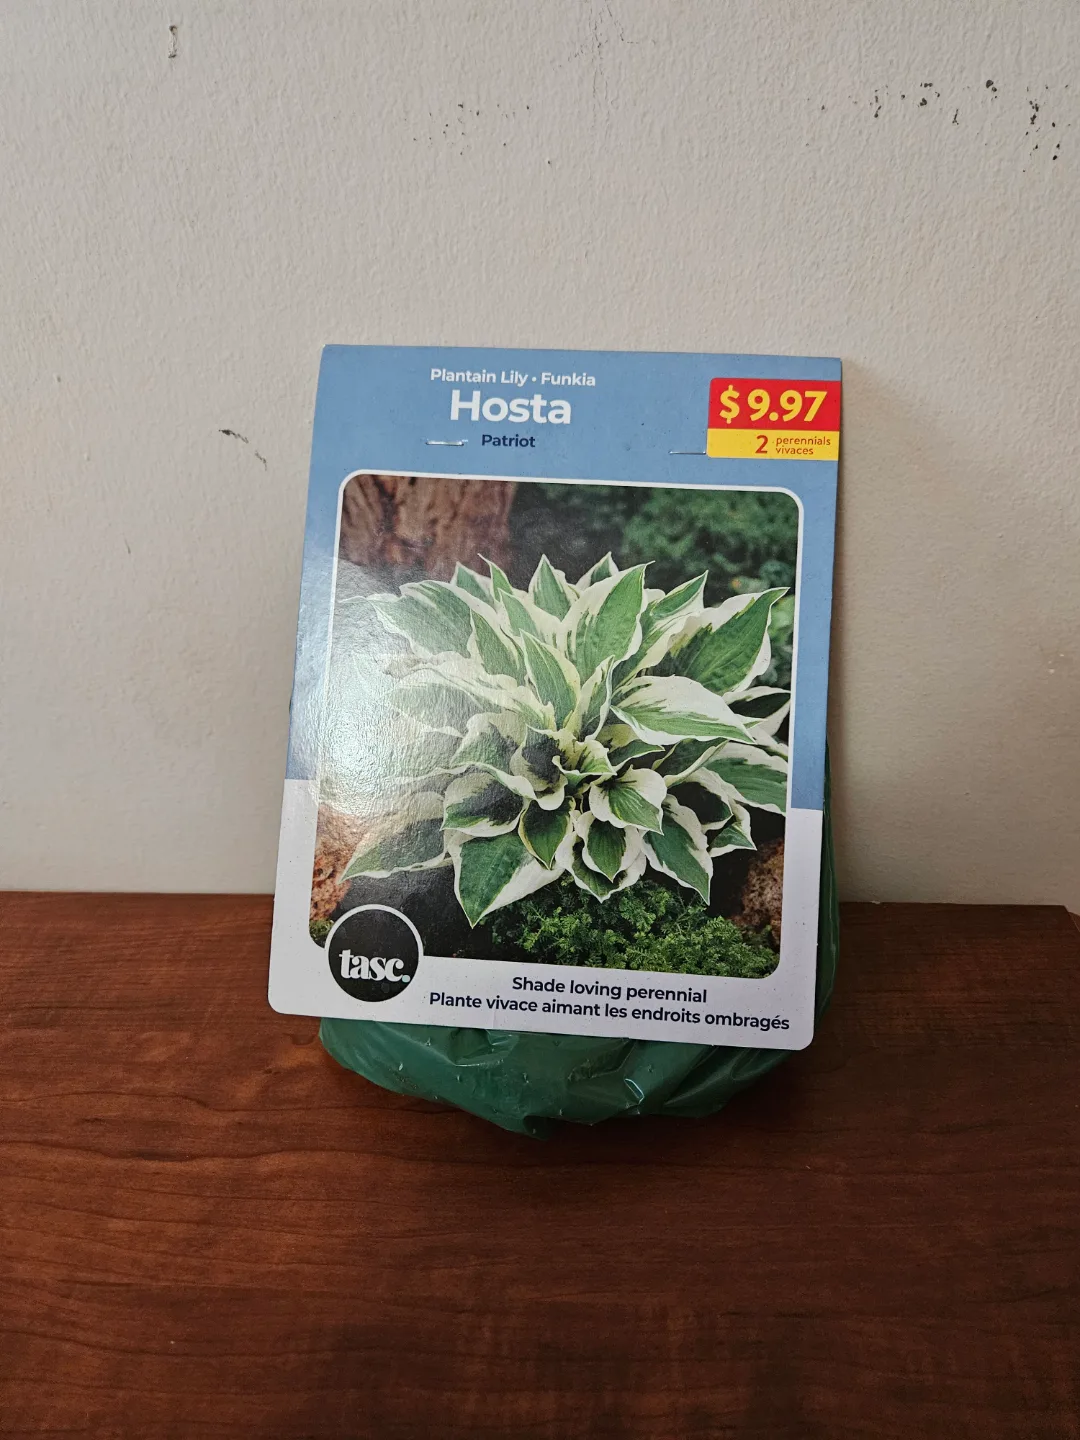 Plantain Lily • Funkia
Hosta
Patriot
$9.97
2 perennials
vivaces
tasc.
Shade loving perennial
Plante vivace aimant les endroits ombragés